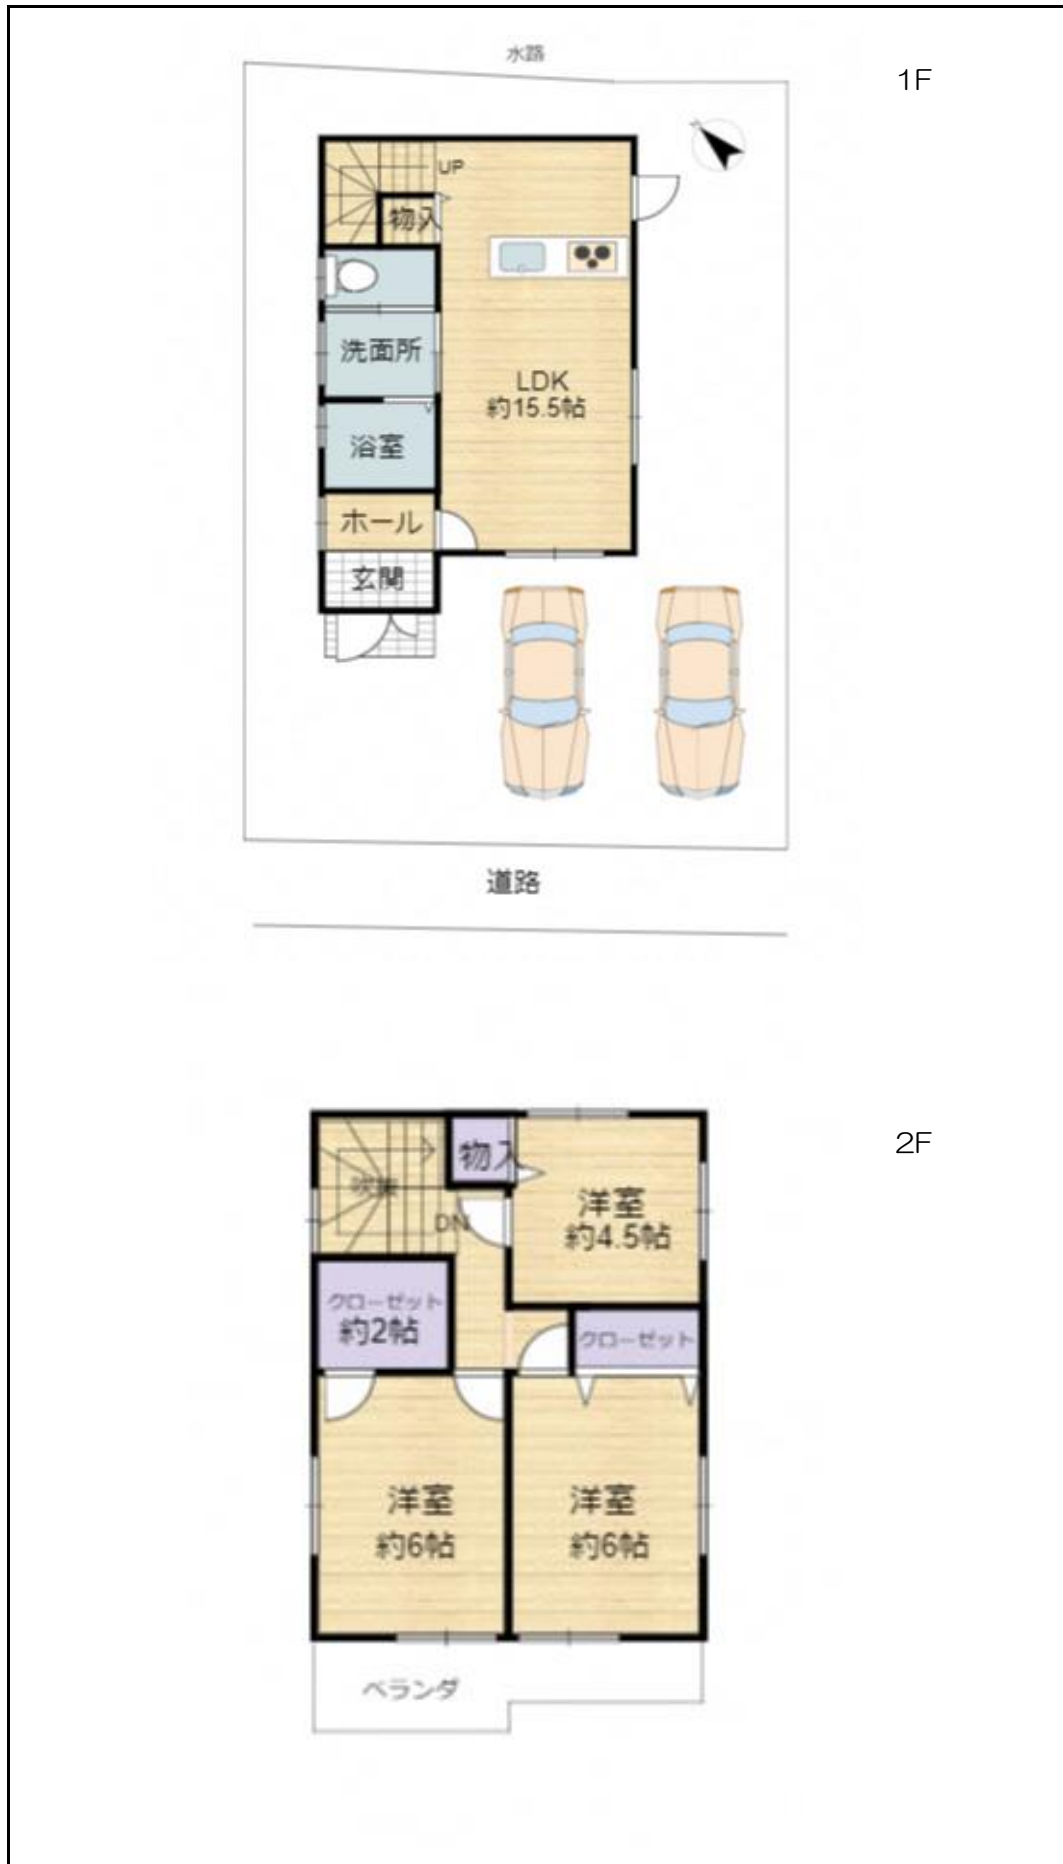 水路
1F
UP
物入
洗面所
LDK
約15.5帖
浴室
ホール
玄関
道路
2F
物入
吹抜
DN
洋室
約4.5帖
クローゼット
約2帖
クローゼット
洋室
約6帖
洋室
約6帖
ベランダ